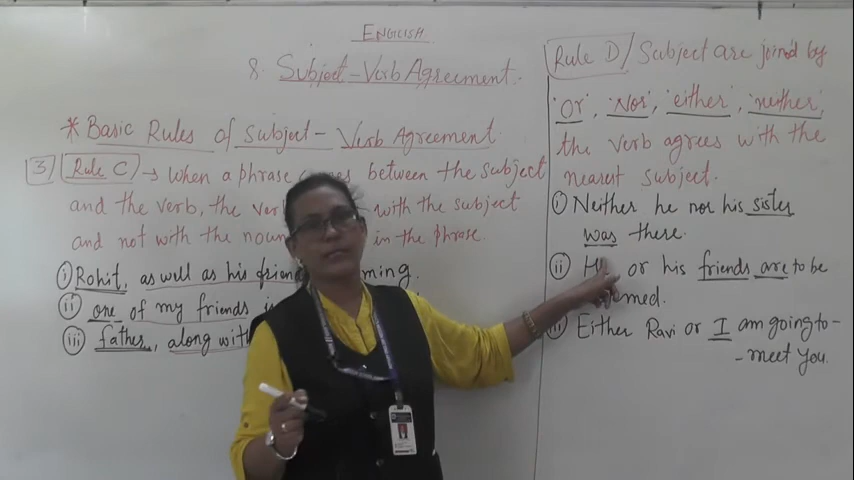 ENGLISH
8. Subject-Verb Agreement.
* Basic Rules of Subject-Verb Agreement
3) Rule C → When a phrase comes between the subject
and the verb, the verb with the subject
and not with the noun in the phrase.
(i) Rohit, as well as his friend ming.
(ii) one of my friends
(iii) father, along with
Rule D / Subject are joined by
'Or', 'Nor', 'either', 'neither',
the verb agrees with the
nearest subject.
(i) Neither he nor his sister
was there.
(ii) or his friends are to be
med.
Either Ravi or I am going to-
- meet you.